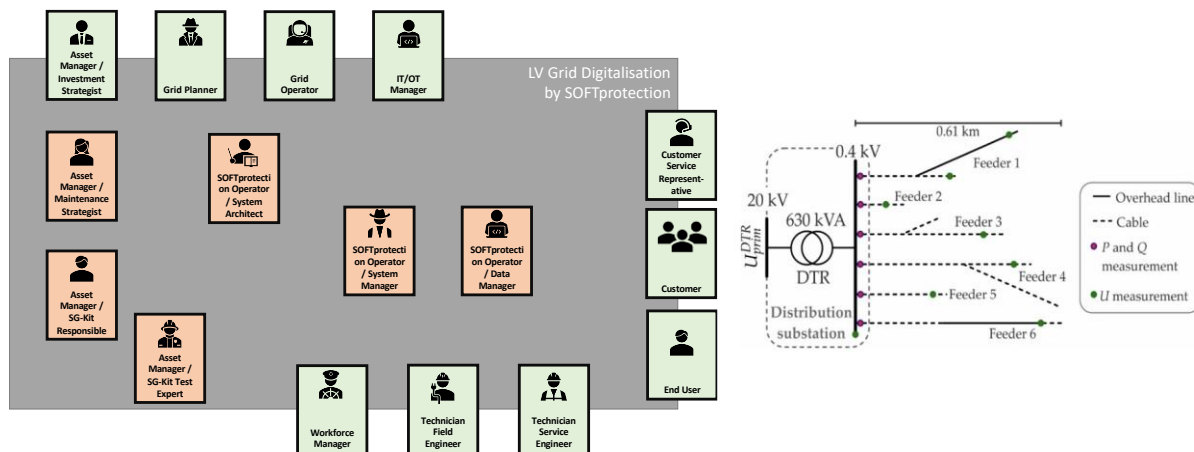 LV Grid Digitalisation
by SOFTprotection
Asset
Manager /
Investment
Strategist
Grid Planner
Grid
Operator
IT/OT
Manager
Asset
Manager /
Maintenance
Strategist
SOFTprotecti
on Operator
/ System
Architect
SOFTprotecti
on Operator
/ System
Manager
SOFTprotecti
on Operator
/ Data
Manager
Asset
Manager /
SG-Kit
Responsible
Asset
Manager /
SG-Kit Test
Expert
Workforce
Manager
Technician
Field
Engineer
Technician
Service
Engineer
Customer
Service
Represent-
ative
Customer
End User
0.61 km
0.4 kV
20 kV
630 kVA
U DTR prim
DTR
Distribution
substation
Feeder 1
Feeder 2
Feeder 3
Feeder 4
Feeder 5
Feeder 6
Overhead line
Cable
P and Q
measurement
U measurement